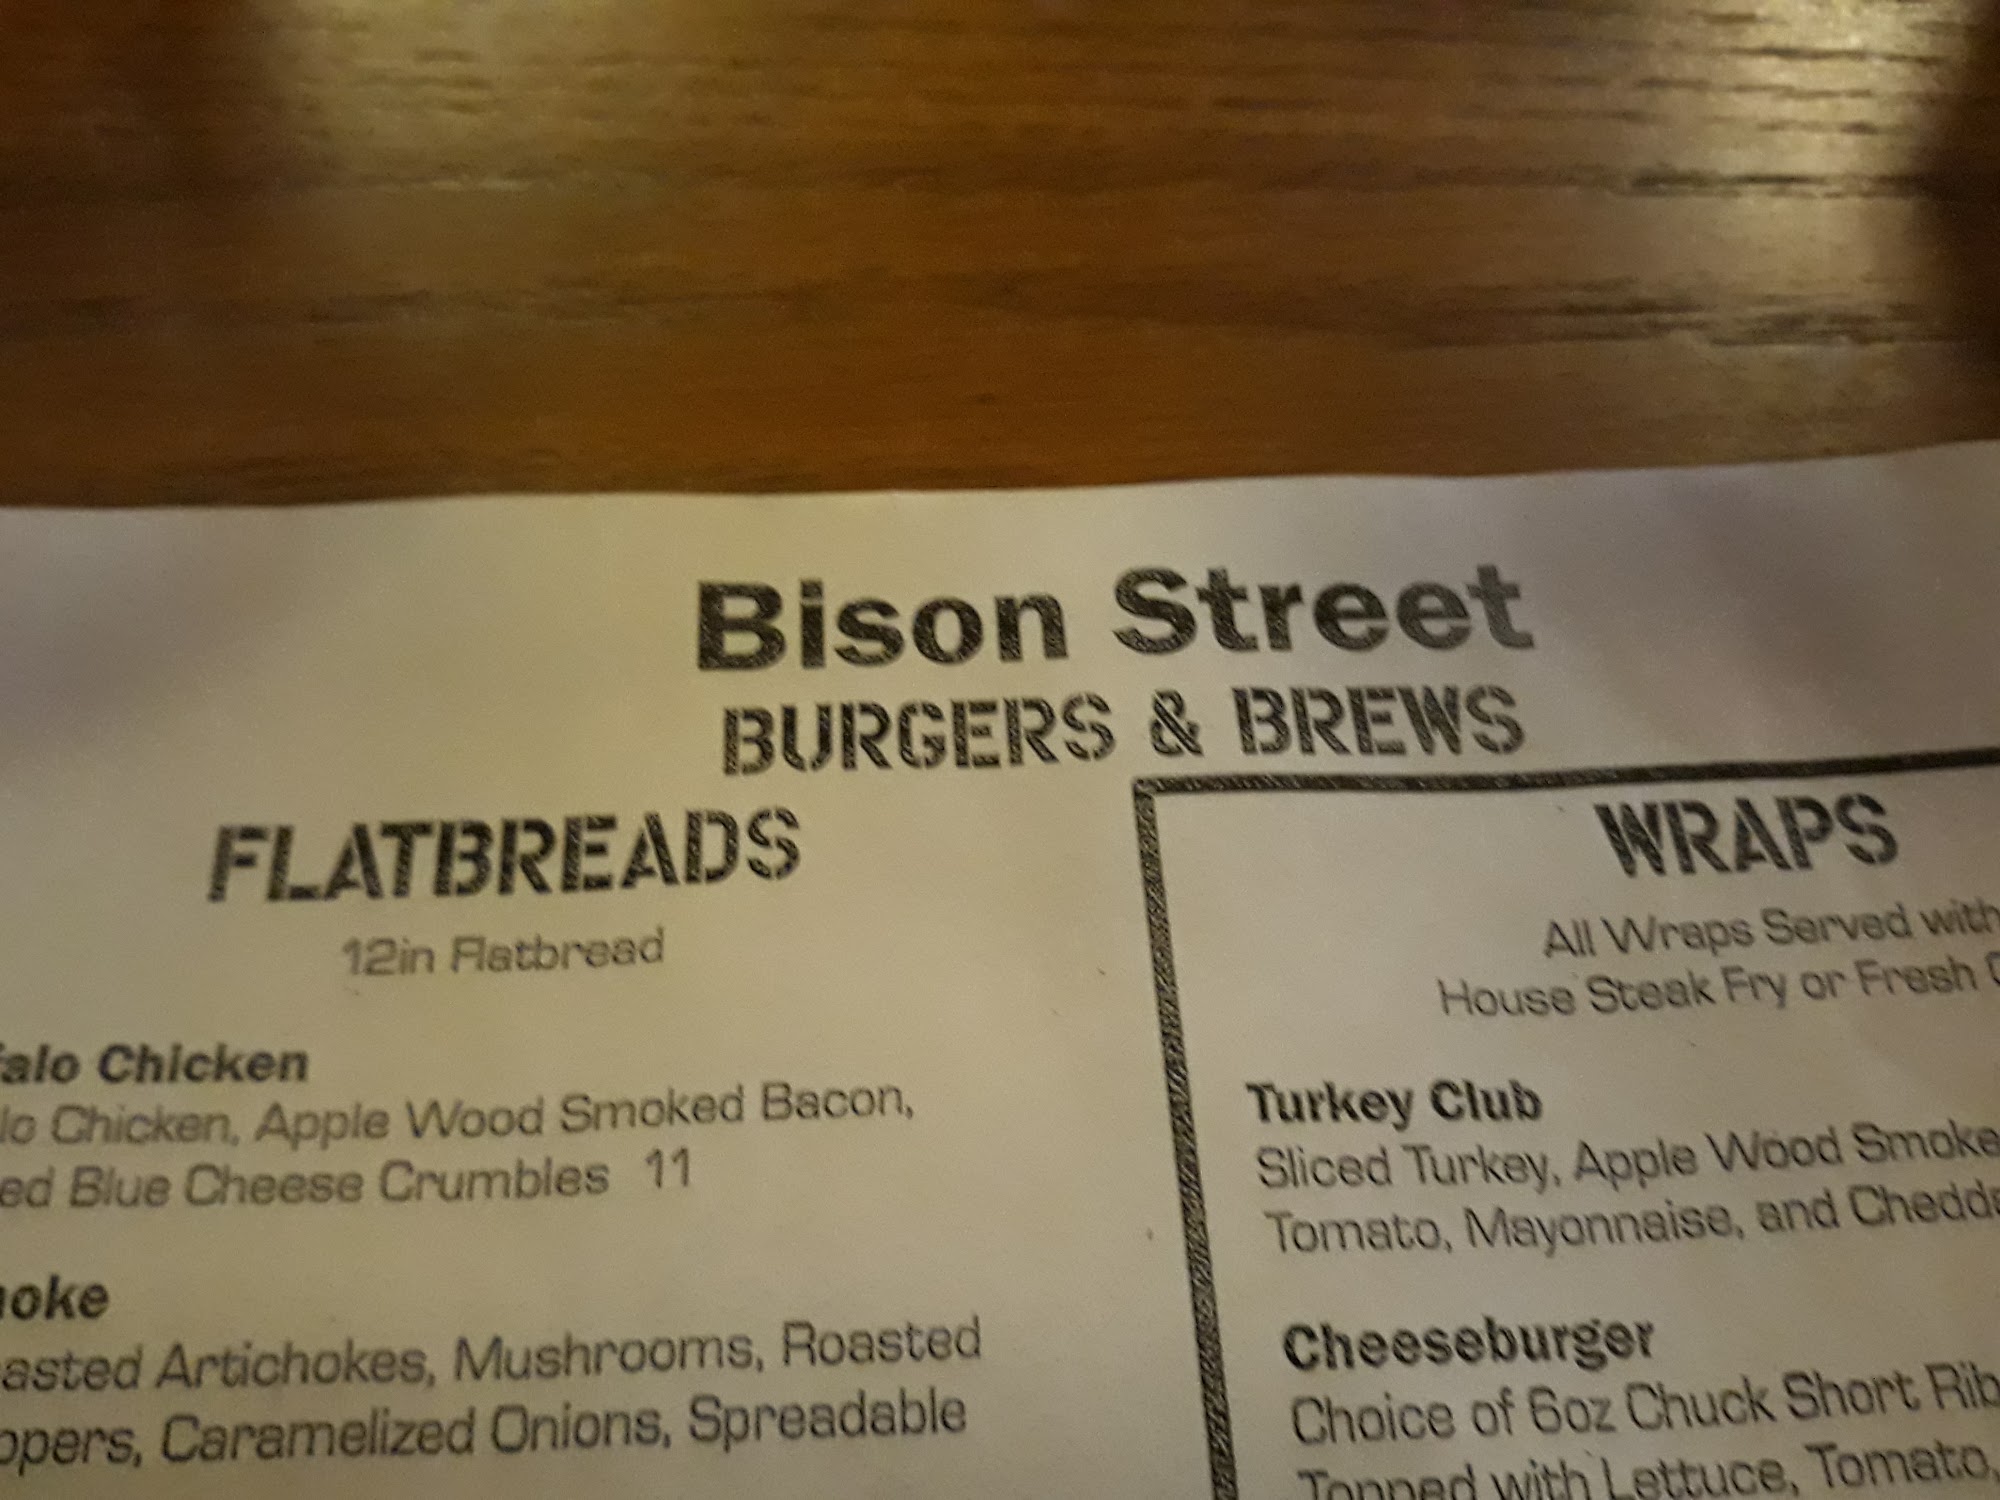 Bison Street
BURGERS & BREWS
FLATBREADS
12in Flatbread
falo Chicken
lo Chicken, Apple Wood Smoked Bacon,
ed Blue Cheese Crumbles 11
hoke
asted Artichokes, Mushrooms, Roasted
ppers, Caramelized Onions, Spreadable
WRAPS
All Wraps Served with
House Steak Fry or Fresh
Turkey Club
Sliced Turkey, Apple Wood Smoke
Tomato, Mayonnaise, and Chedda
Cheeseburger
Choice of 6oz Chuck Short Rib
Topped with Lettuce, Tomato,